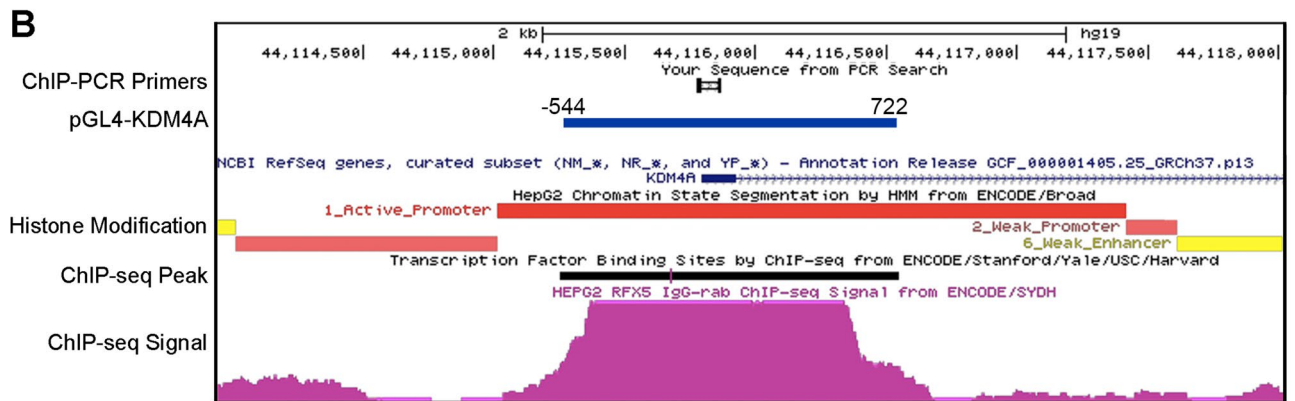 B
2 kb hg19
44,114,500| 44,115,000| 44,115,500| 44,116,000| 44,116,500| 44,117,000| 44,117,500| 44,118,000|
Your Sequence from PCR Search
ChIP-PCR Primers
-544 722
pGL4-KDM4A
NCBI RefSeq genes, curated subset (NM_*, NR_*, and YP_*) - Annotation Release GCF_000001405.25_GRCh37.p13
KDM4A
HepG2 Chromatin State Segmentation by HMM from ENCODE/Broad
1_Active_Promoter
Histone Modification 2_Weak_Promoter
6_Weak_Enhancer
Transcription Factor Binding Sites by ChIP-seq from ENCODE/Stanford/Yale/USC/Harvard
ChIP-seq Peak
HEPG2 RFX5 IgG-rab ChIP-seq Signal from ENCODE/SYDH
ChIP-seq Signal